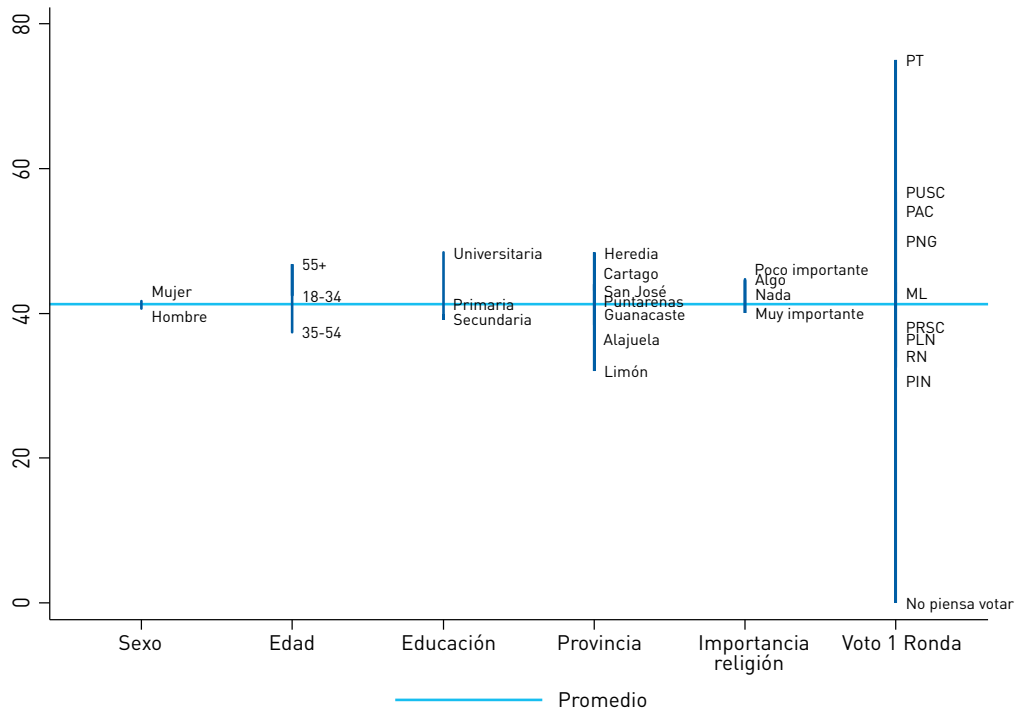 80
60
40
20
0
Mujer
Hombre
55+
18-34
35-54
Universitaria
Primaria
Secundaria
Heredia
Cartago
San José
Puntarenas
Guanacaste
Alajuela
Limón
Poco importante
Algo
Nada
Muy importante
PT
PUSC
PAC
PNG
ML
PRSC
PLN
RN
PIN
No piensa votar
Sexo
Edad
Educación
Provincia
Importancia
religión
Voto 1 Ronda
Promedio